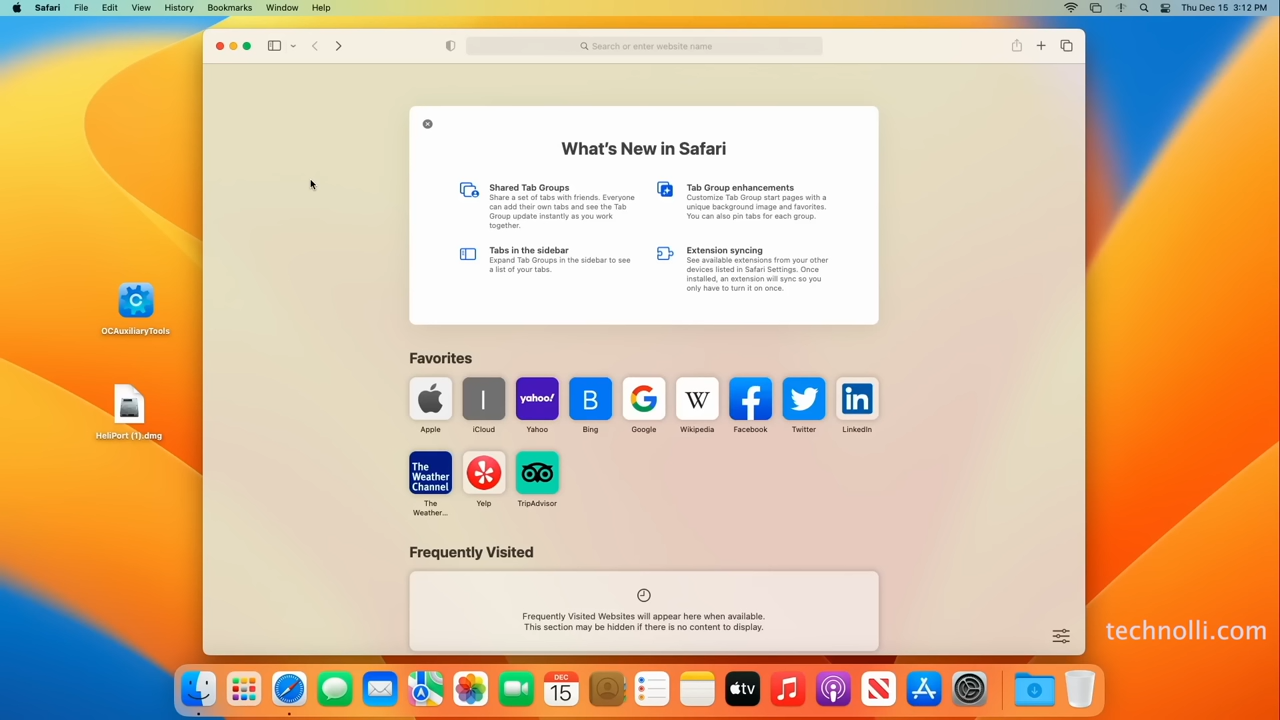 Safari File Edit View History Bookmarks Window Help Thu Dec 15 3:12 PM
Search or enter website name
What's New in Safari
Shared Tab Groups
Share a set of tabs with friends. Everyone
can add their own tabs and see the Tab
Group update instantly as you work
together.
Tab Group enhancements
Customize Tab Group start pages with a
unique background image and favorites.
You can also pin tabs for each group.
Tabs in the sidebar
Expand Tab Groups in the sidebar to see
a list of your tabs.
Extension syncing
See available extensions from your other
devices listed in Safari Settings. Once
installed, an extension will sync so you
only have to turn it on once.
OCAuxiliaryTools
HeliPort (1).dmg
Favorites
I yahoo! B G W f in
Apple iCloud Yahoo Bing Google Wikipedia Facebook Twitter LinkedIn
The
Weather
Channel
The
Weather...
Yelp
TripAdvisor
Frequently Visited
Frequently Visited Websites will appear here when available.
This section may be hidden if there is no content to display.
technolli.com
DEC
15
tv